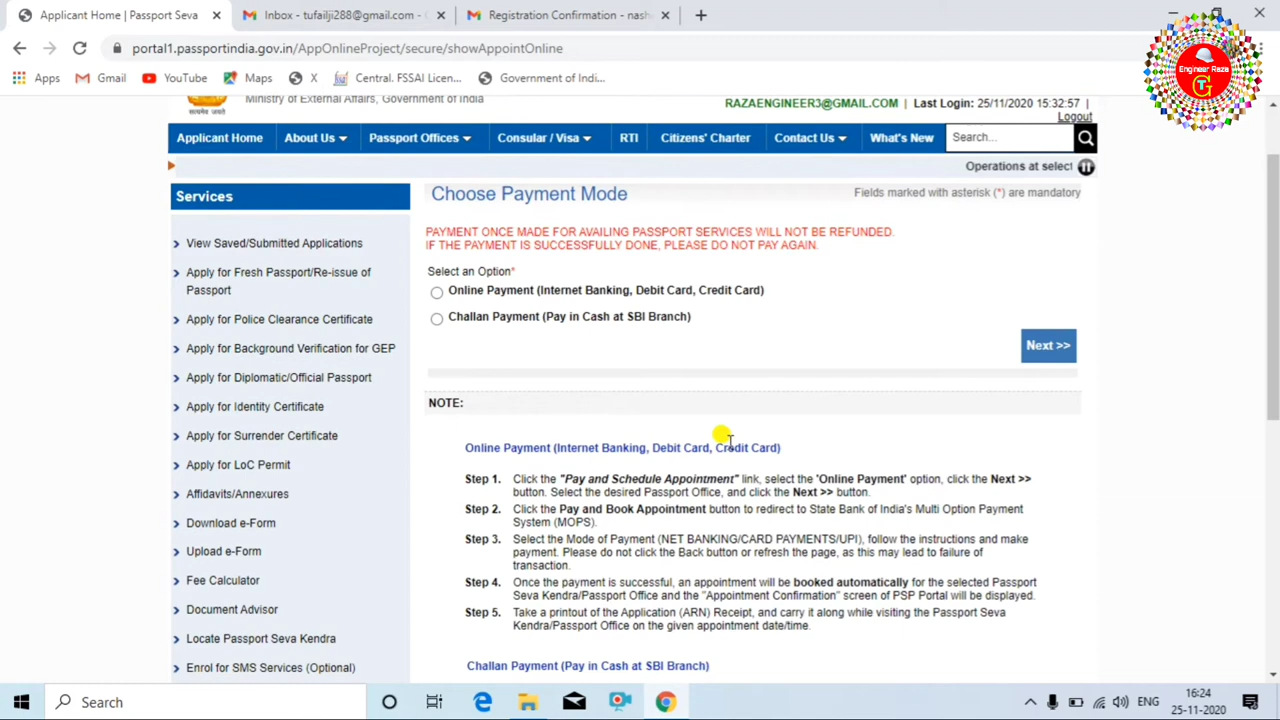 Applicant Home | Passport Seva
Inbox - tufailji288@gmail.com -
Registration Confirmation - nash
portal1.passportindia.gov.in/AppOnlineProject/secure/showAppointOnline
Apps
Gmail
YouTube
Maps
X
Central. FSSAI Licen...
Government of Indi...
Engineer Raza
सत्यमेव जयते
Ministry of External Affairs, Government of India
RAZAENGINEER3@GMAIL.COM | Last Login: 25/11/2020 15:32:57 |
Logout
Applicant Home
About Us
Passport Offices
Consular / Visa
RTI
Citizens' Charter
Contact Us
What's New
Search...
Operations at select
Services
View Saved/Submitted Applications
Apply for Fresh Passport/Re-issue of
Passport
Apply for Police Clearance Certificate
Apply for Background Verification for GEP
Apply for Diplomatic/Official Passport
Apply for Identity Certificate
Apply for Surrender Certificate
Apply for LoC Permit
Affidavits/Annexures
Download e-Form
Upload e-Form
Fee Calculator
Document Advisor
Locate Passport Seva Kendra
Enrol for SMS Services (Optional)
Choose Payment Mode
Fields marked with asterisk (*) are mandatory
PAYMENT ONCE MADE FOR AVAILING PASSPORT SERVICES WILL NOT BE REFUNDED.
IF THE PAYMENT IS SUCCESSFULLY DONE, PLEASE DO NOT PAY AGAIN.
Select an Option*
Online Payment (Internet Banking, Debit Card, Credit Card)
Challan Payment (Pay in Cash at SBI Branch)
Next >>
NOTE:
Online Payment (Internet Banking, Debit Card, Credit Card)
Step 1. Click the "Pay and Schedule Appointment" link, select the 'Online Payment' option, click the Next >>
button. Select the desired Passport Office, and click the Next >> button.
Step 2. Click the Pay and Book Appointment button to redirect to State Bank of India's Multi Option Payment
System (MOPS).
Step 3. Select the Mode of Payment (NET BANKING/CARD PAYMENTS/UPI), follow the instructions and make
payment. Please do not click the Back button or refresh the page, as this may lead to failure of
transaction.
Step 4. Once the payment is successful, an appointment will be booked automatically for the selected Passport
Seva Kendra/Passport Office and the "Appointment Confirmation" screen of PSP Portal will be displayed.
Step 5. Take a printout of the Application (ARN) Receipt, and carry it along while visiting the Passport Seva
Kendra/Passport Office on the given appointment date/time.
Challan Payment (Pay in Cash at SBI Branch)
Search
ENG
16:24
25-11-2020